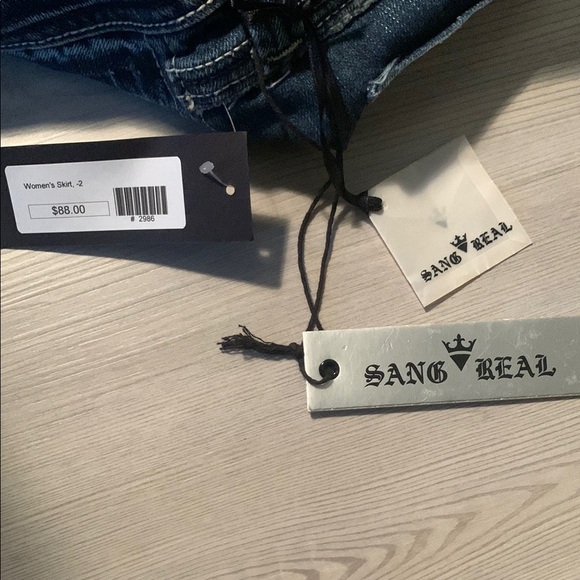 Women's Skirt, -2
$88.00
# 2986
SANG REAL
SANG REAL